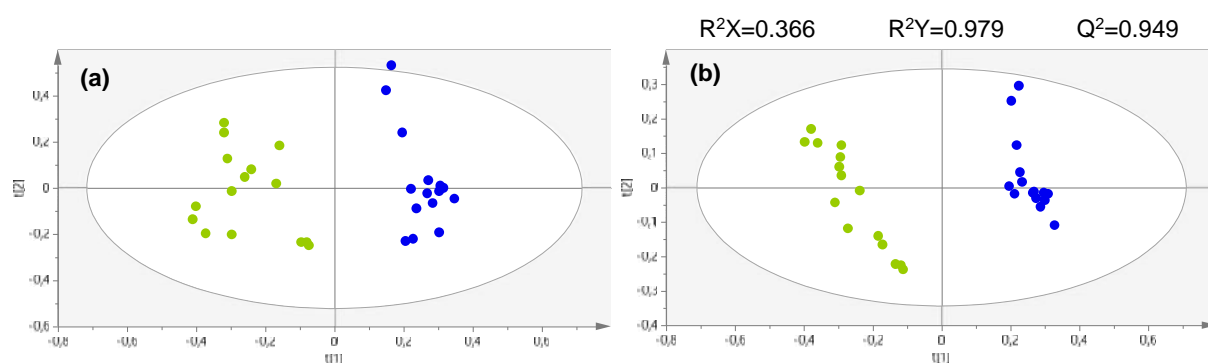 R²X=0.366 R²Y=0.979 Q²=0.949
(a)
0,4
0,2
0
-0,2
-0,4
-0,6
t[2]
-0,8 -0,6 -0,4 -0,2 0 0,2 0,4 0,6
t[1]
(b)
0,3
0,2
0,1
0
-0,1
-0,2
-0,3
-0,4
t[2]
-0,8 -0,6 -0,4 -0,2 0 0,2 0,4 0,6
t[1]